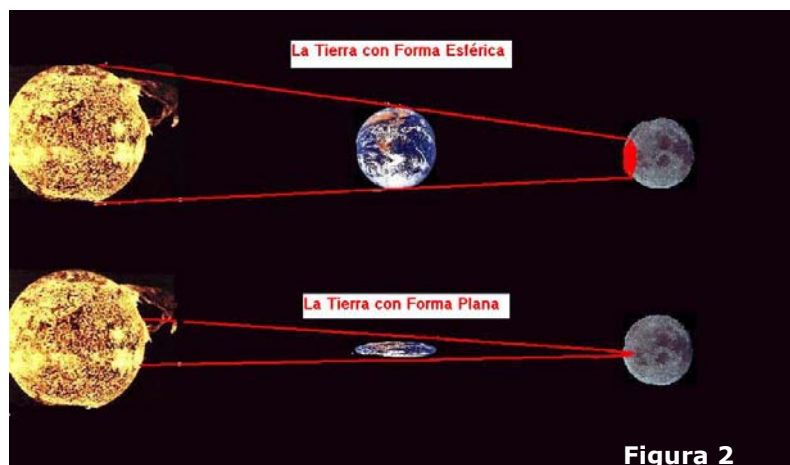 La Tierra con Forma Esférica
La Tierra con Forma Plana
Figura 2